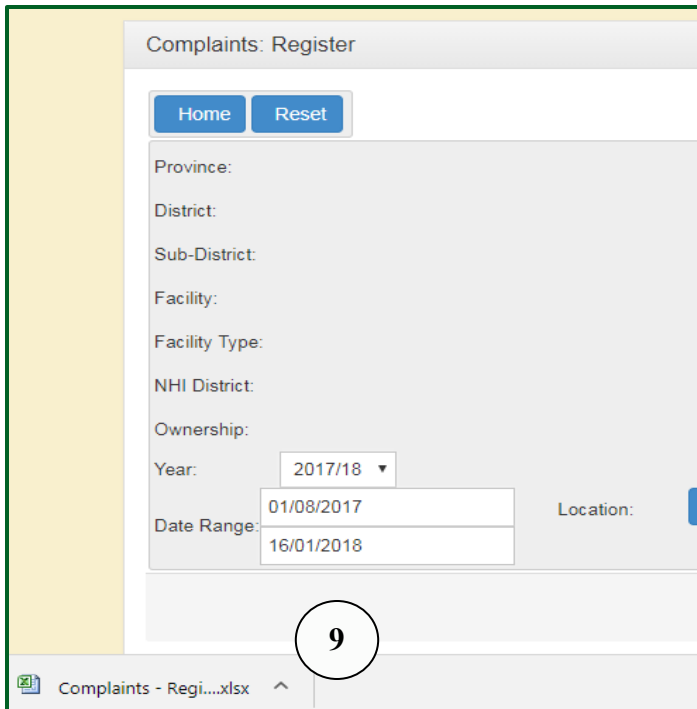 Complaints: Register
Home Reset
Province:
District:
Sub-District:
Facility:
Facility Type:
NHI District:
Ownership:
Year: 2017/18
Date Range: 01/08/2017
16/01/2018
Location:
9
Complaints - Regi....xlsx